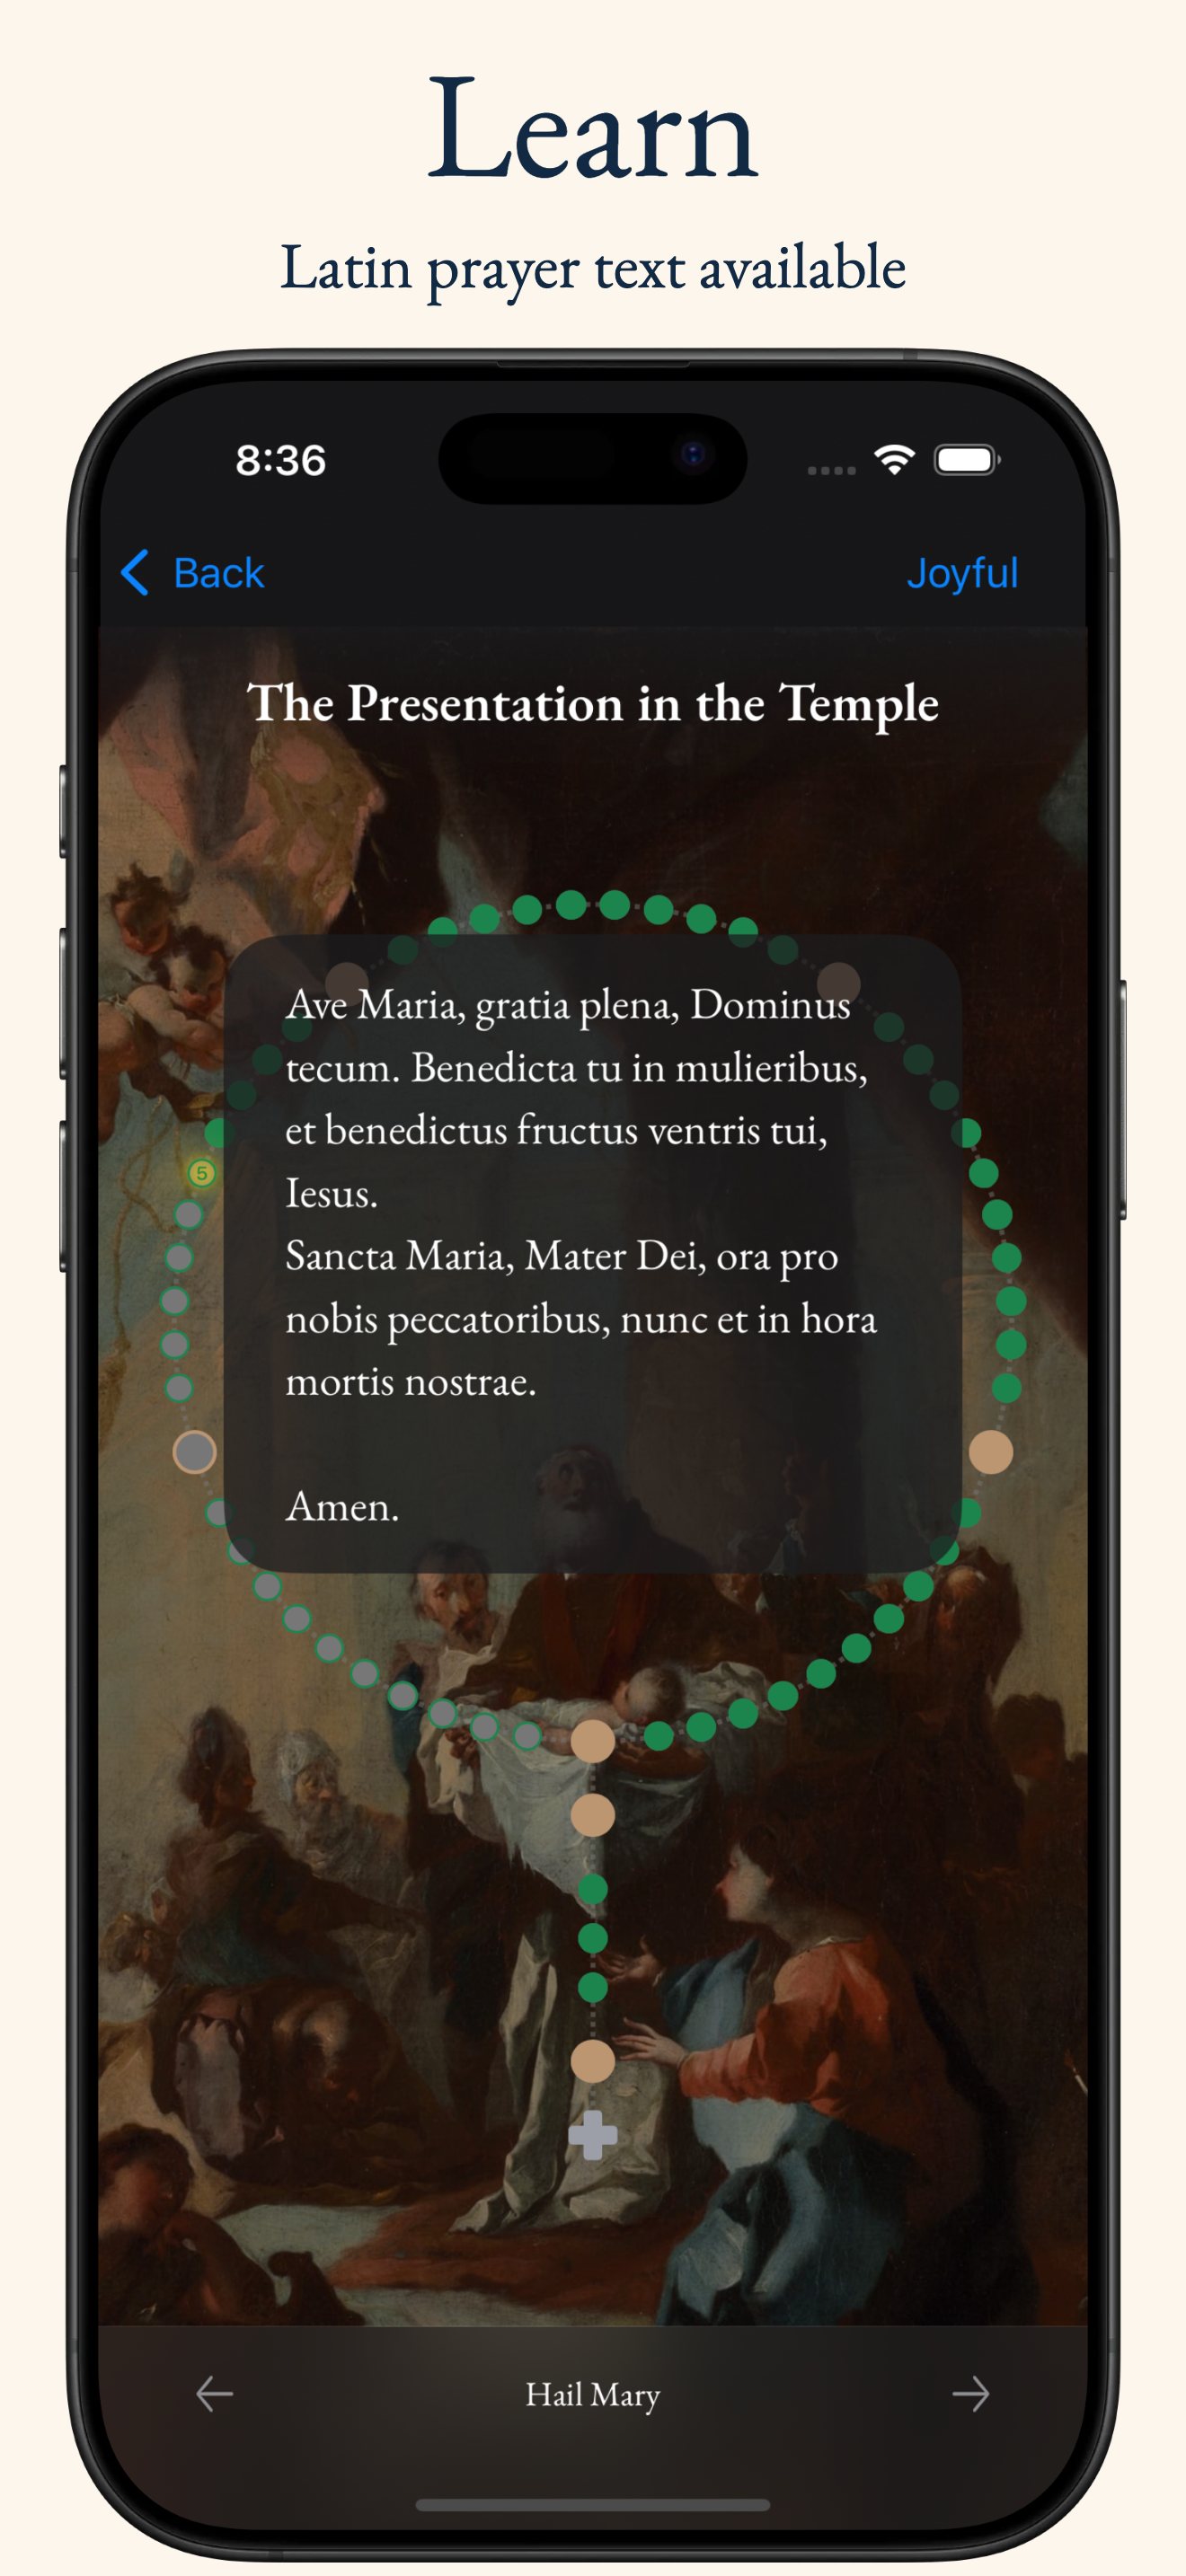 Learn
Latin prayer text available
8:36
Back
Joyful
The Presentation in the Temple
Ave Maria, gratia plena, Dominus
tecum. Benedicta tu in mulieribus,
et benedictus fructus ventris tui,
Iesus.
Sancta Maria, Mater Dei, ora pro
nobis peccatoribus, nunc et in hora
mortis nostrae.
Amen.
5
Hail Mary